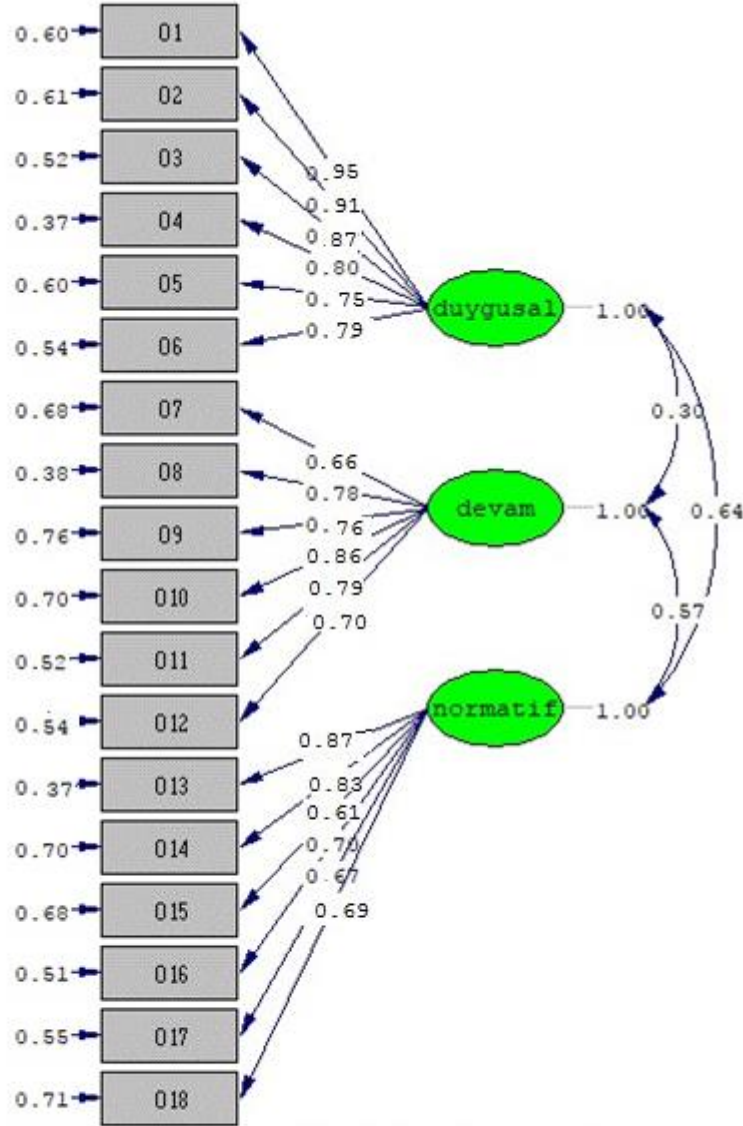 0.60 O1
0.61 O2
0.52 O3
0.95
0.91
0.37 O4
0.87
0.80
0.60 O5
0.75
duygusal 1.00
0.79
0.54 O6
0.68 O7
0.30
0.66
0.38 O8
0.78
devam 1.00 0.64
0.76
0.76 O9
0.86
0.79
0.70 O10
0.57
0.70
0.52 O11
0.54 O12
normatif 1.00
0.87
0.37 O13
0.83
0.61
0.70 O14
0.70
0.67
0.68 O15
0.69
0.51 O16
0.55 O17
0.71 O18